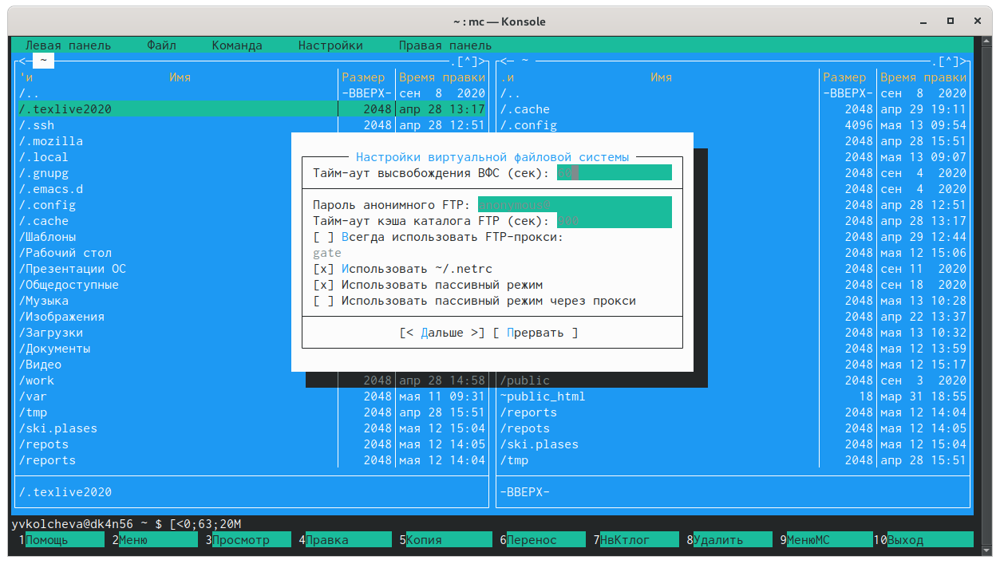 ~ : mc — Konsole
Левая панель Файл Команда Настройки Правая панель
<— ~ .[^]> <— ~ .[^]>
'и Имя Размер Время правки .и Имя Размер Время правки
/.. -ВВЕРХ- сен 8 2020 /.. -ВВЕРХ- сен 8 2020
/.texlive2020 2048 апр 28 13:17 /.cache 2048 апр 29 19:11
/.ssh 2048 апр 28 12:51 /.config 4096 мая 13 09:54
/.mozilla 2048 апр 28 15:51
/.local Настройки виртуальной файловой системы 2048 мая 13 09:07
/.gnupg Тайм-аут высвобождения ВФС (сек): 60 2048 сен 4 2020
/.emacs.d 2048 сен 4 2020
/.config Пароль анонимного FTP: anonymous@ 2048 апр 28 12:51
/.cache Тайм-аут кэша каталога FTP (сек): 900 2048 апр 28 13:17
/Шаблоны [ ] Всегда использовать FTP-прокси: 2048 апр 29 12:44
/Рабочий стол gate 2048 мая 12 15:06
/Презентации ОС [x] Использовать ~/.netrc 2048 сен 11 2020
/Общедоступные [x] Использовать пассивный режим 2048 сен 18 2020
/Музыка [ ] Использовать пассивный режим через прокси 2048 мая 13 10:28
/Изображения 2048 апр 22 13:37
/Загрузки [< Дальше >] [ Прервать ] 2048 мая 13 10:32
/Документы 2048 мая 12 13:59
/Видео 2048 мая 12 15:17
/work 2048 апр 28 14:58 /public 2048 сен 3 2020
/var 2048 мая 11 09:31 ~public_html 18 мар 31 18:55
/tmp 2048 апр 28 15:51 /reports 2048 мая 12 14:04
/ski.plases 2048 мая 12 15:04 /repots 2048 мая 12 14:05
/repots 2048 мая 12 14:05 /ski.plases 2048 мая 12 15:04
/reports 2048 мая 12 14:04 /tmp 2048 апр 28 15:51
/.texlive2020 -ВВЕРХ-
yvkolcheva@dk4n56 ~ $ [<0;63;20M
1Помощь 2Меню 3Просмотр 4Правка 5Копия 6Перенос 7НвКтлог 8Удалить 9МенюМС 10Выход